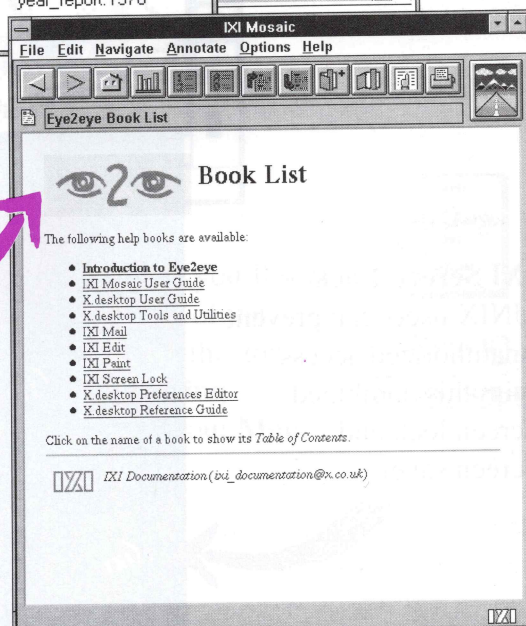 year_report.1376
IXI Mosaic
File Edit Navigate Annotate Options Help
Eye2eye Book List
2 Book List
The following help books are available:
Introduction to Eye2eye
IXI Mosaic User Guide
X.desktop User Guide
X.desktop Tools and Utilities
IXI Mail
IXI Edit
IXI Paint
IXI Screen Lock
X.desktop Preferences Editor
X.desktop Reference Guide
Click on the name of a book to show its Table of Contents.
IXI IXI Documentation (ixi_documentation@x.co.uk)
IXI